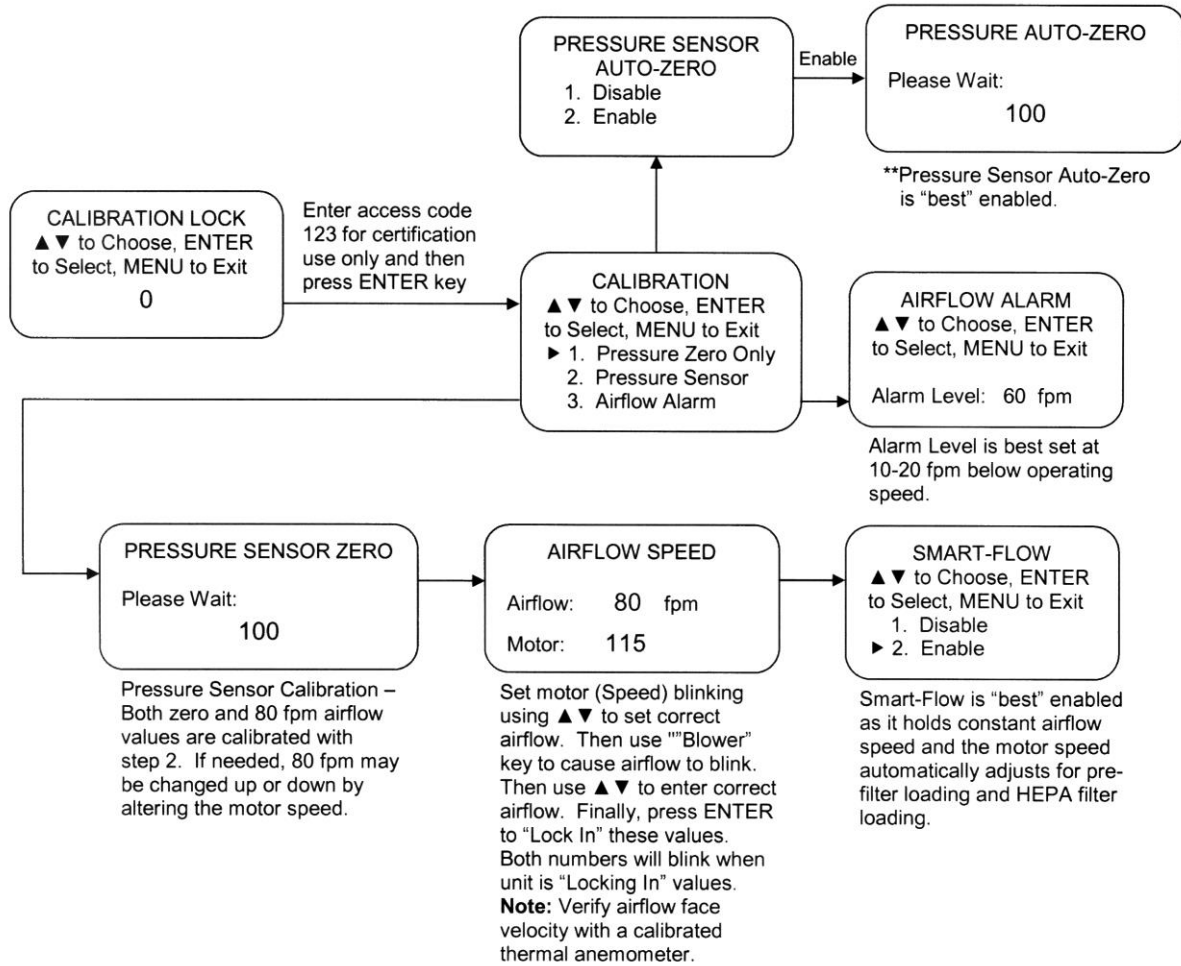 PRESSURE SENSOR
AUTO-ZERO
1. Disable
2. Enable
Enable
PRESSURE AUTO-ZERO
Please Wait:
100
**Pressure Sensor Auto-Zero
is “best” enabled.
CALIBRATION LOCK
▲ ▼ to Choose, ENTER
to Select, MENU to Exit
0
Enter access code
123 for certification
use only and then
press ENTER key
CALIBRATION
▲ ▼ to Choose, ENTER
to Select, MENU to Exit
► 1. Pressure Zero Only
2. Pressure Sensor
3. Airflow Alarm
AIRFLOW ALARM
▲ ▼ to Choose, ENTER
to Select, MENU to Exit
Alarm Level: 60 fpm
Alarm Level is best set at
10-20 fpm below operating
speed.
PRESSURE SENSOR ZERO
Please Wait:
100
Pressure Sensor Calibration –
Both zero and 80 fpm airflow
values are calibrated with
step 2. If needed, 80 fpm may
be changed up or down by
altering the motor speed.
AIRFLOW SPEED
Airflow: 80 fpm
Motor: 115
Set motor (Speed) blinking
using ▲ ▼ to set correct
airflow. Then use "”Blower”
key to cause airflow to blink.
Then use ▲ ▼ to enter correct
airflow. Finally, press ENTER
to “Lock In” these values.
Both numbers will blink when
unit is “Locking In” values.
Note: Verify airflow face
velocity with a calibrated
thermal anemometer.
SMART-FLOW
▲ ▼ to Choose, ENTER
to Select, MENU to Exit
1. Disable
► 2. Enable
Smart-Flow is “best” enabled
as it holds constant airflow
speed and the motor speed
automatically adjusts for pre-
filter loading and HEPA filter
loading.